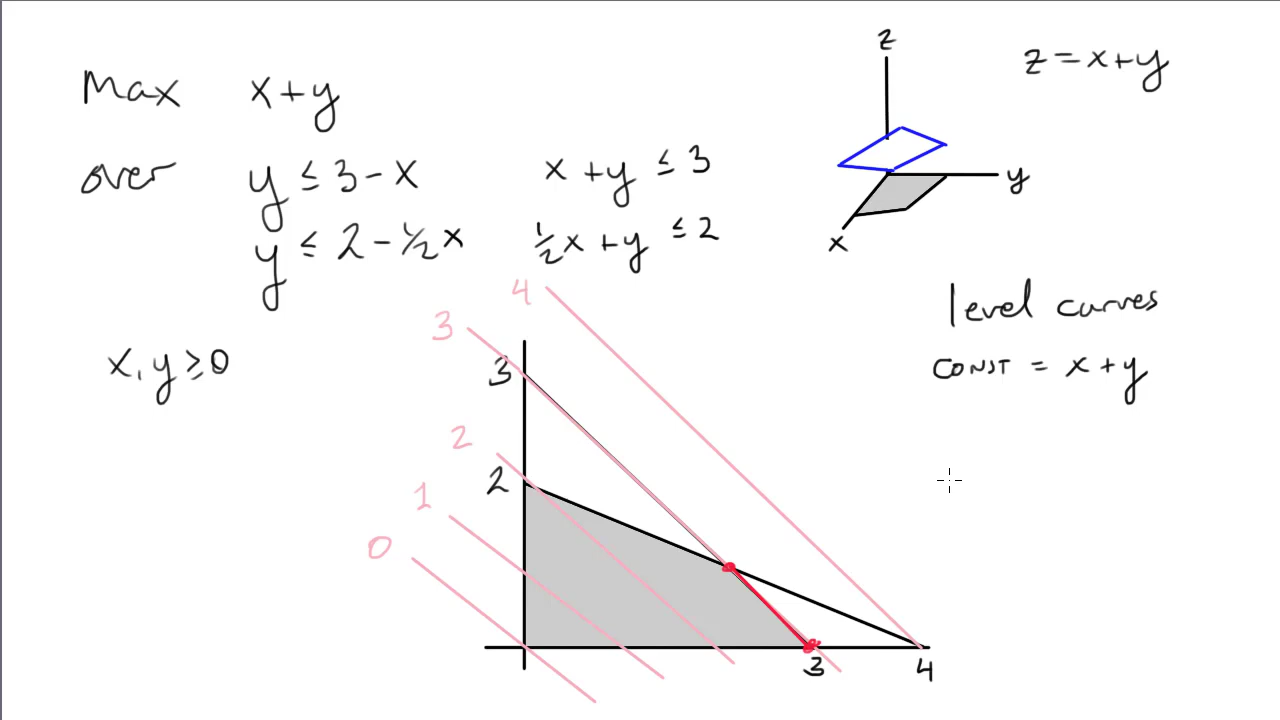 Max x+y
over y ≤ 3-x x+y ≤ 3
y ≤ 2-1/2x 1/2x+y ≤ 2
x,y ≥ 0
z
z = x+y
y
x
level curves
CONST = x+y
4
3
3
2
2
1
0
3
4